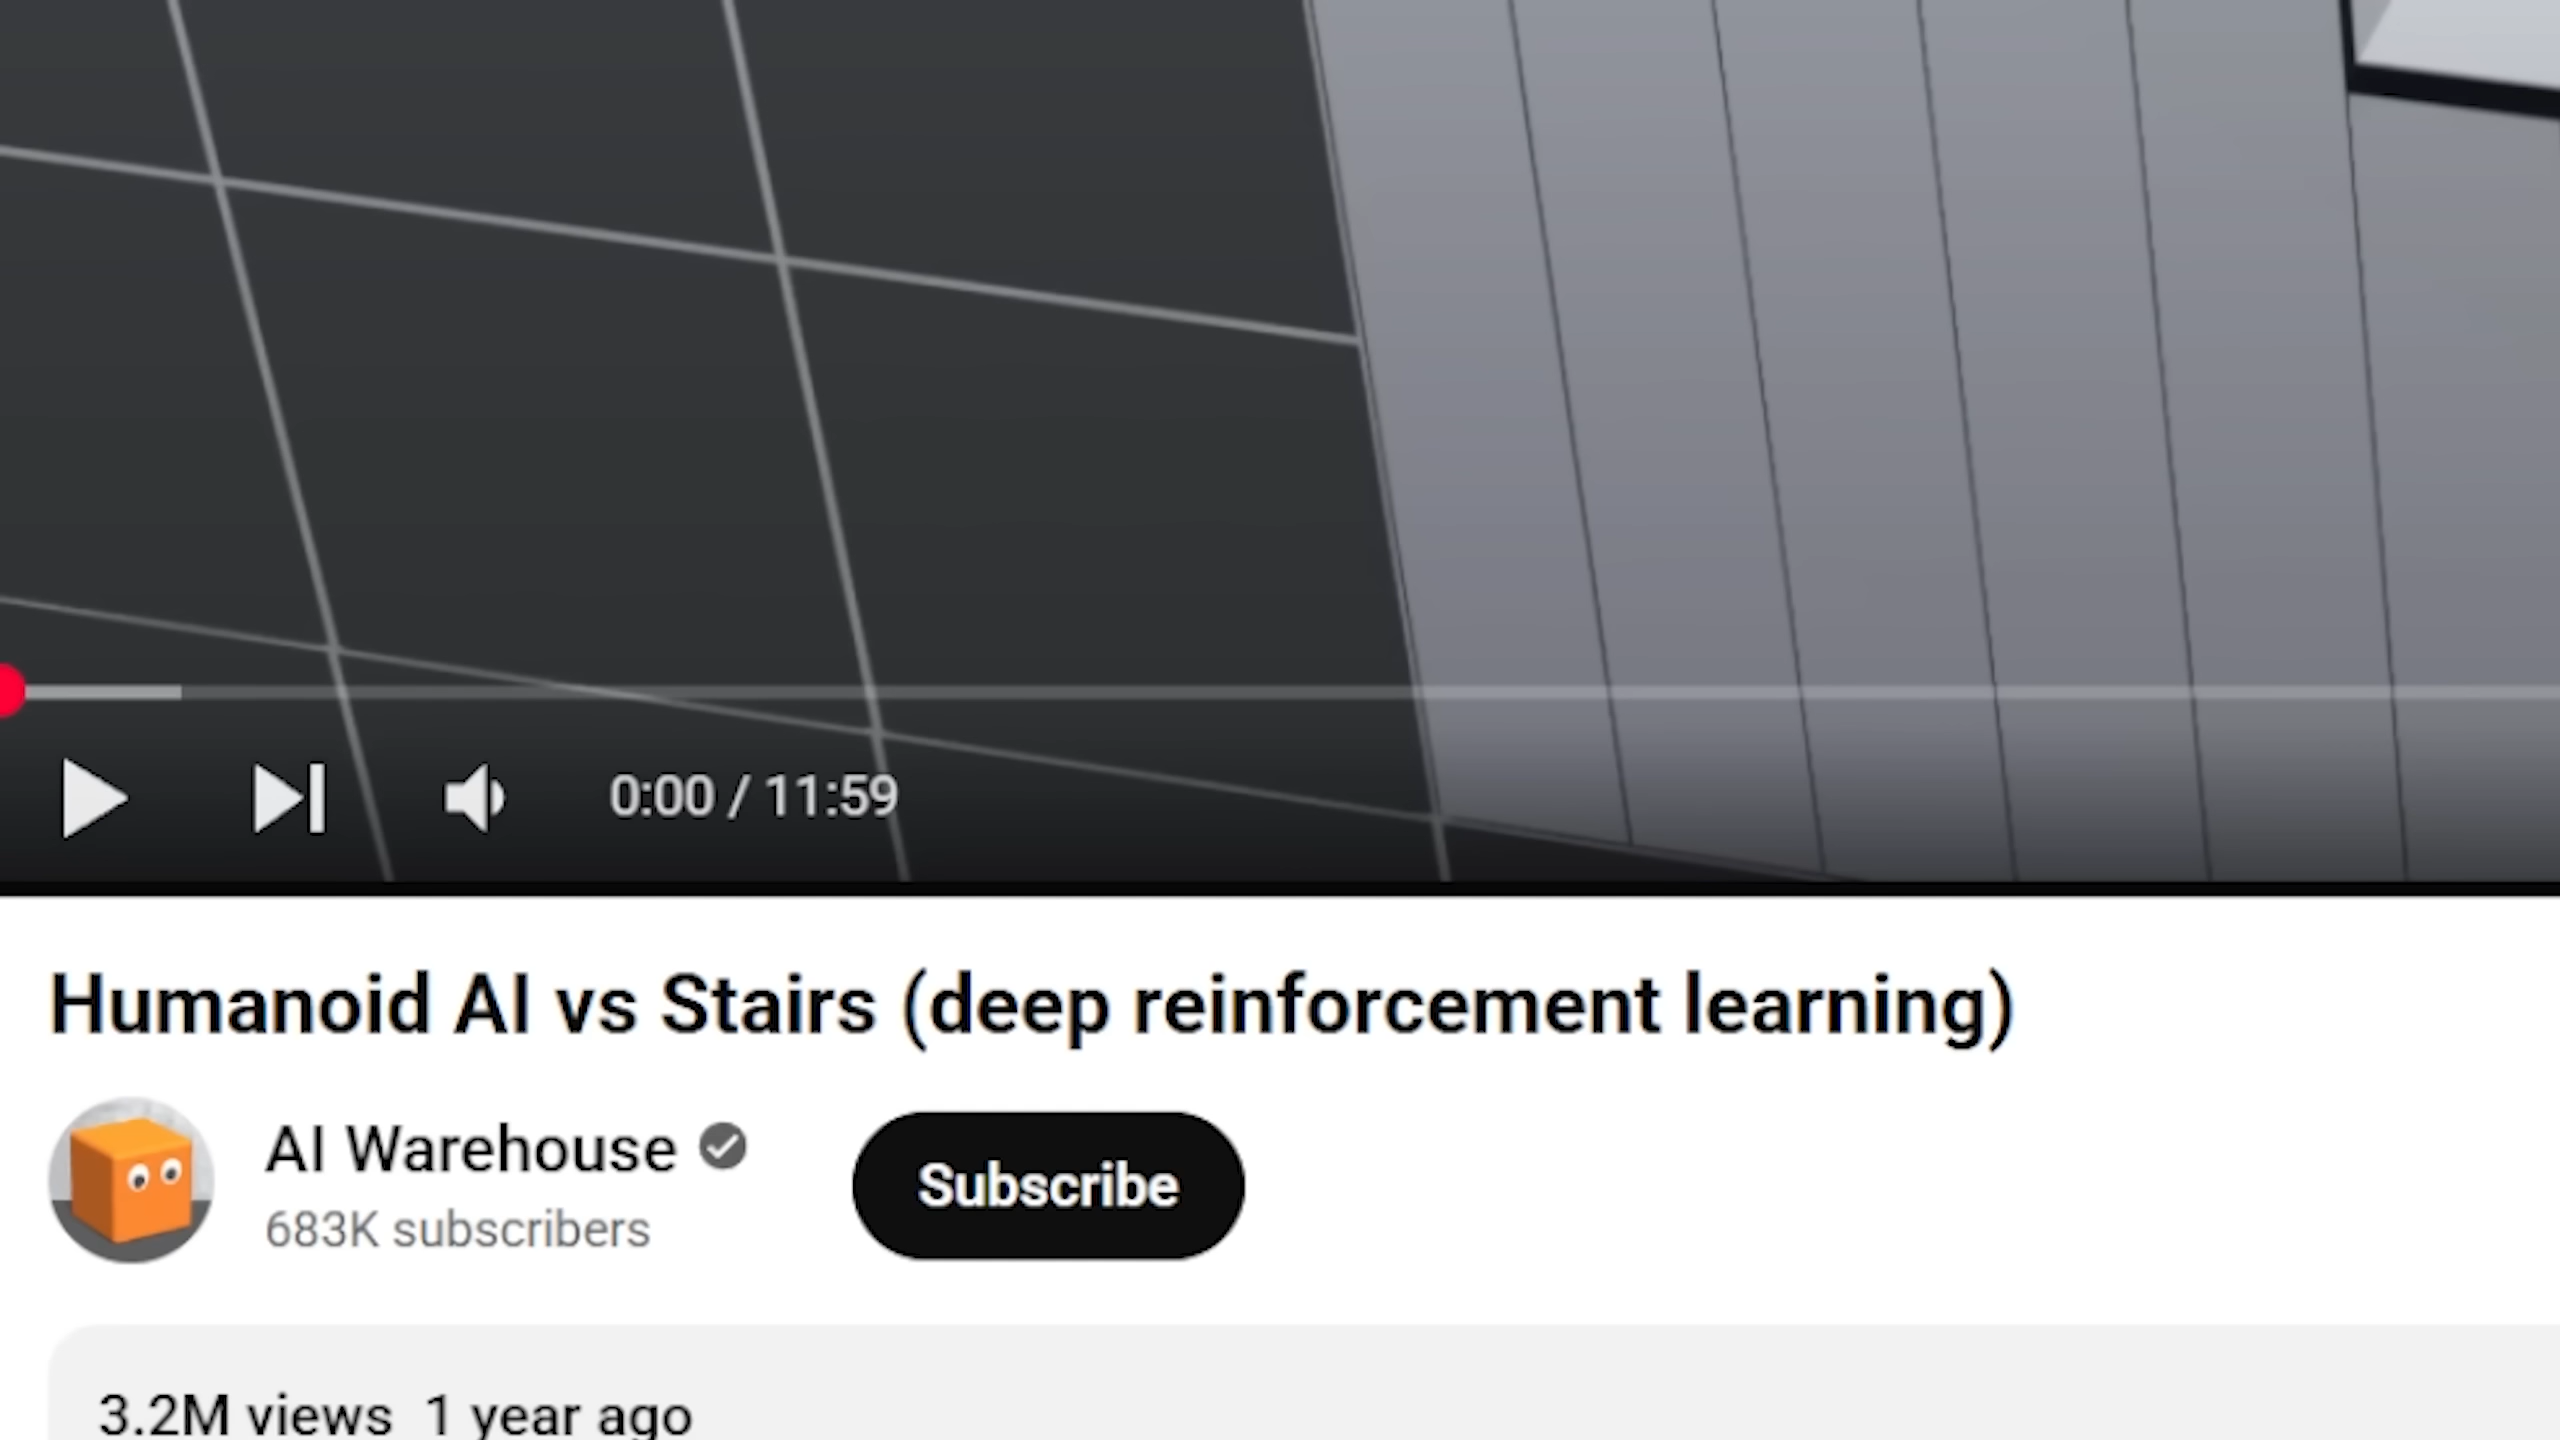 0:00 / 11:59
Humanoid AI vs Stairs (deep reinforcement learning)
AI Warehouse
683K subscribers
Subscribe
3.2M views 1 year ago